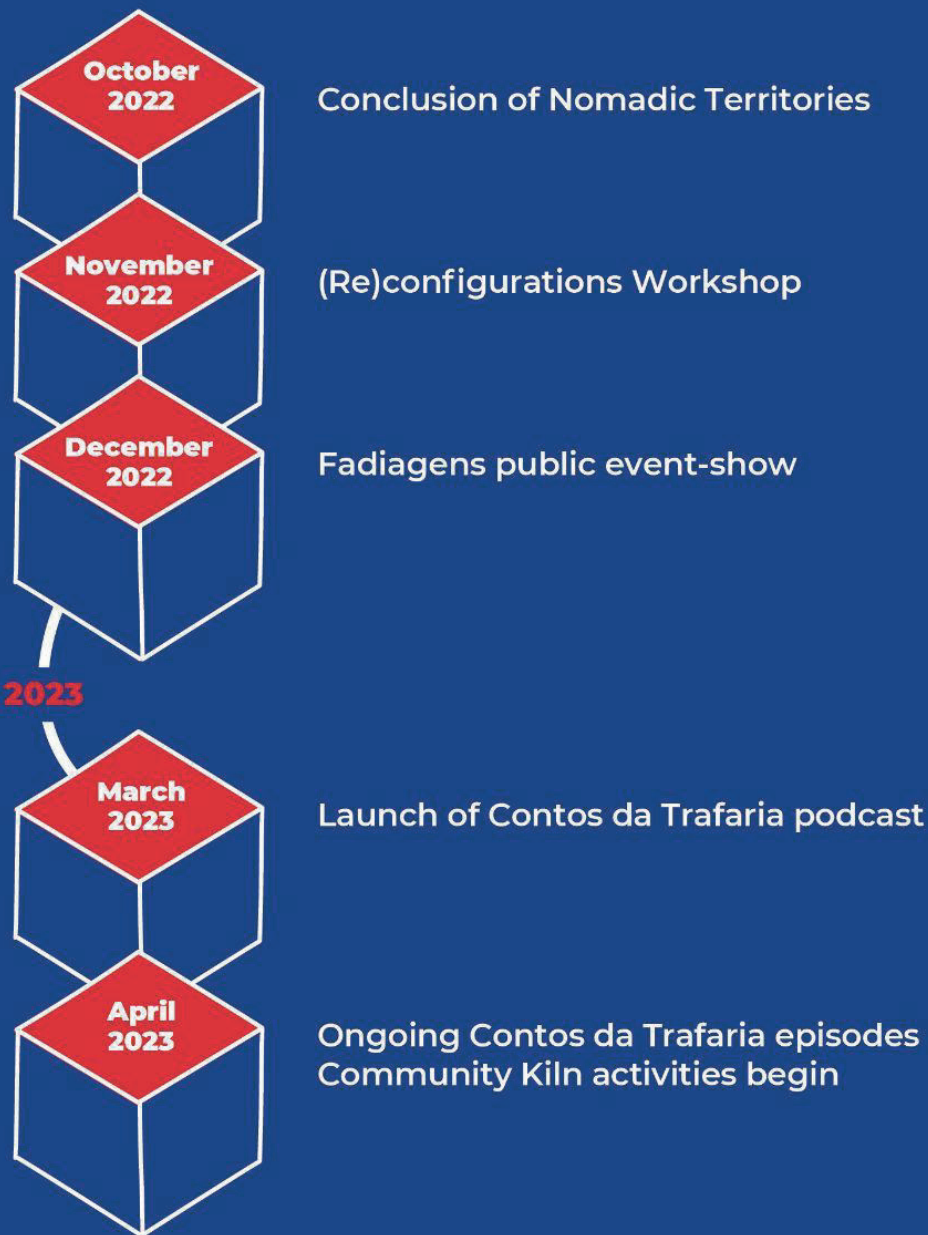 October
2022
Conclusion of Nomadic Territories
November
2022
(Re)configurations Workshop
December
2022
Fadiagens public event-show
2023
March
2023
Launch of Contos da Trafaria podcast
April
2023
Ongoing Contos da Trafaria episodes
Community Kiln activities begin